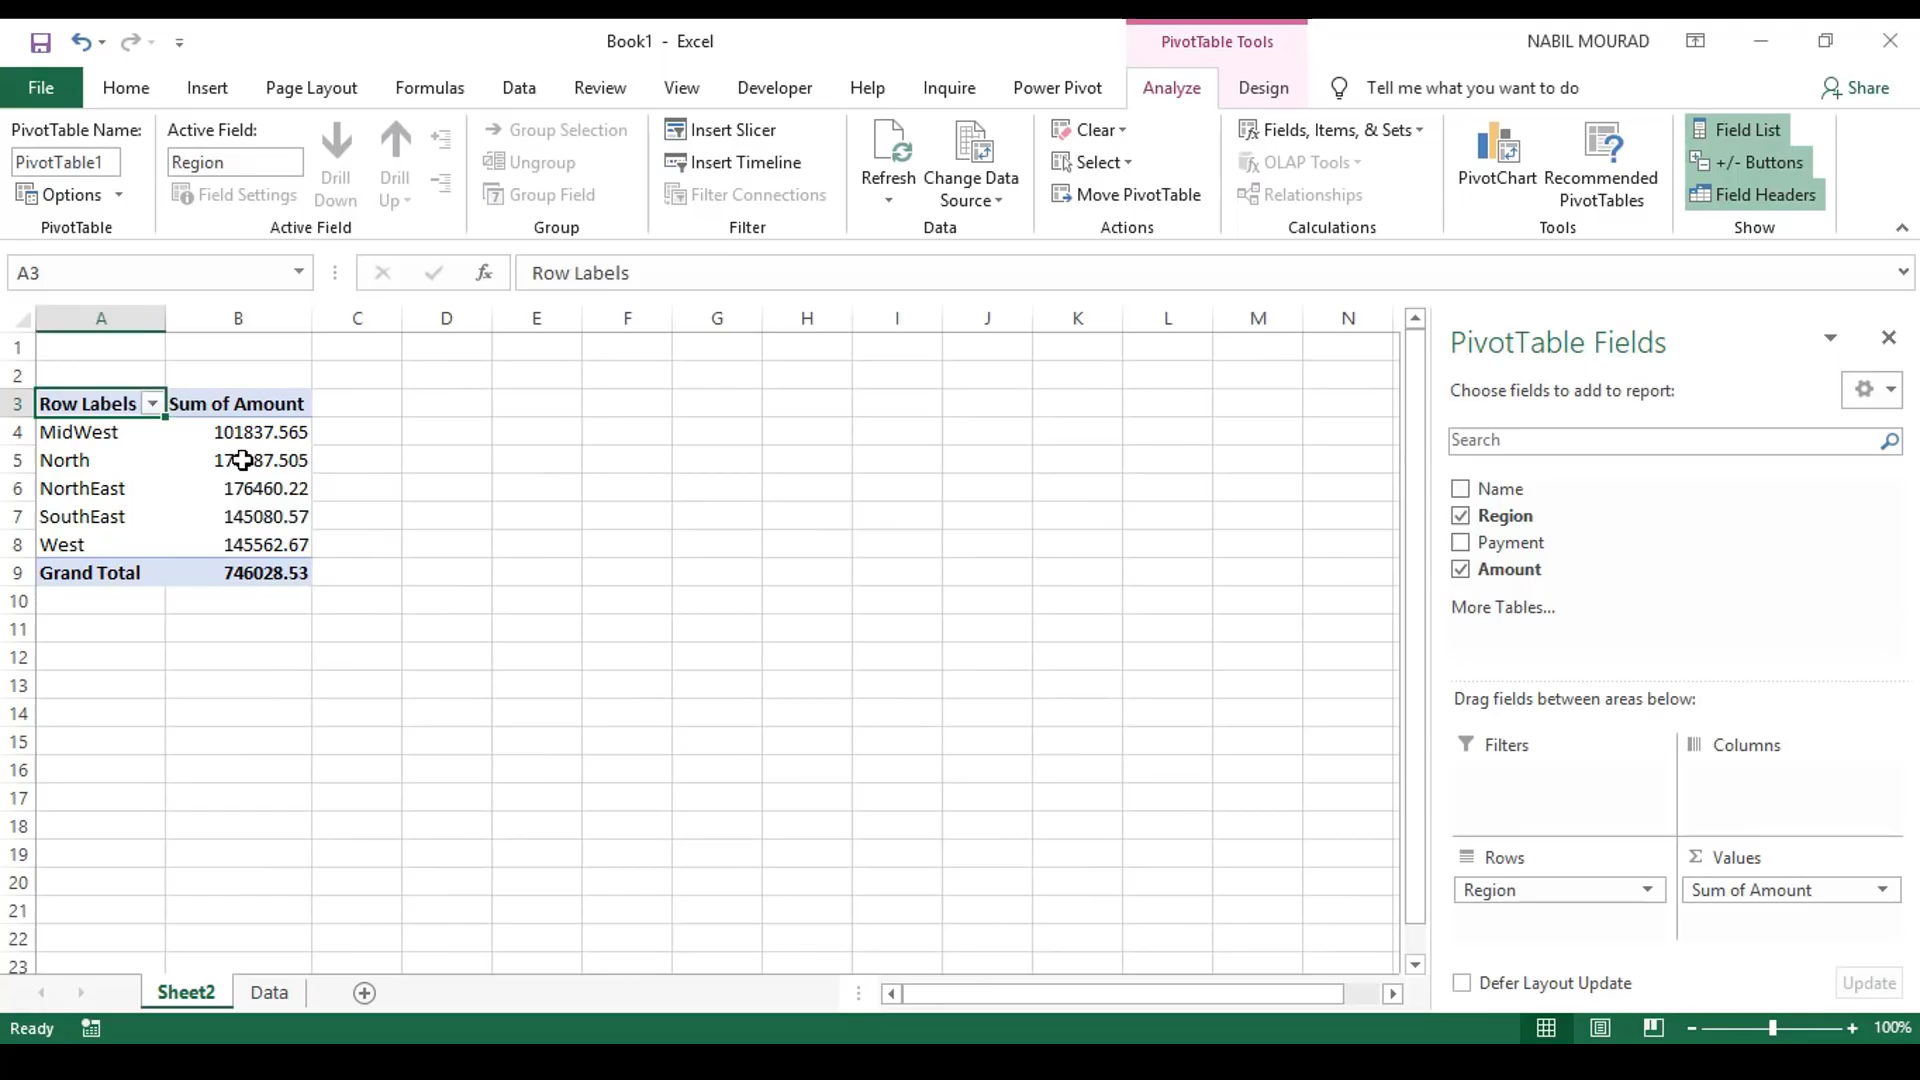 Book1 - Excel
PivotTable Tools
NABIL MOURAD
File Home Insert Page Layout Formulas Data Review View Developer Help Inquire Power Pivot Analyze Design Tell me what you want to do Share
PivotTable Name:
PivotTable1
Options
PivotTable
Active Field:
Region
Field Settings
Drill Down
Drill Up
Active Field
Group Selection
Ungroup
7 Group Field
Group
Insert Slicer
Insert Timeline
Filter Connections
Filter
Refresh
Change Data Source
Data
Clear
Select
Move PivotTable
Actions
Fields, Items, & Sets
OLAP Tools
Relationships
Calculations
PivotChart
Recommended PivotTables
Tools
Field List
+/- Buttons
Field Headers
Show
A3
fx
Row Labels
A B C D E F G H I J K L M N
1
2
3 Row Labels Sum of Amount
4 MidWest 101837.565
5 North
6 NorthEast 176460.22
7 SouthEast 145080.57
8 West 145562.67
9 Grand Total 746028.53
10
11
12
13
14
15
16
17
18
19
20
21
22
23
PivotTable Fields
Choose fields to add to report:
Search
Name
Region
Payment
Amount
More Tables...
Drag fields between areas below:
Filters
Columns
Rows
Σ Values
Region
Sum of Amount
Defer Layout Update
Update
Sheet2 Data
Ready
100%